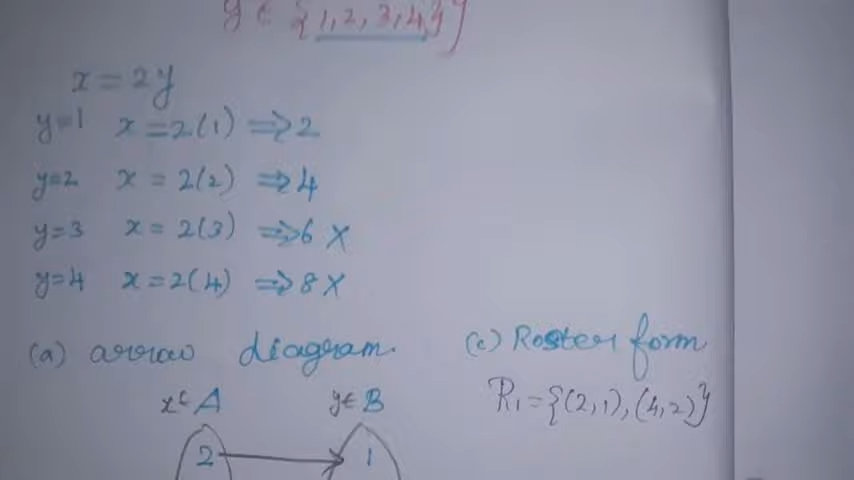 y ∈ {1,2,3,4}}
x = 2y
y=1 x = 2(1) ⇒ 2
y=2 x = 2(2) ⇒ 4
y=3 x = 2(3) ⇒ 6 X
y=4 x = 2(4) ⇒ 8 X
(a) arrow diagram.
(c) Roster form
R₁={(2,1),(4,2)}
x∈A y∈B
2 1